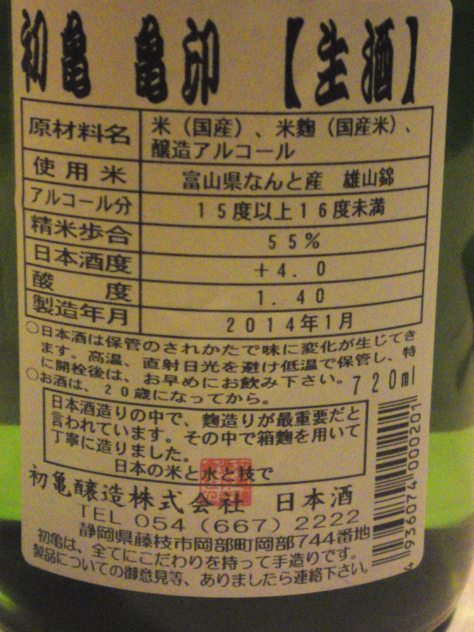 初亀 亀印 【生酒】
原材料名 米（国産）、米麴（国産米）、
醸造アルコール
使用米 富山県なんと産 雄山錦
アルコール分 15度以上16度未満
精米歩合 55%
日本酒度 +4.0
酸度 1.40
製造年月 2014年1月
○日本酒は保管のされかたで味に変化が生じてき
ます。高温、直射日光を避け低温で保管し、特
に開栓後は、お早めにお飲み下さい。
○お酒は、20歳になってから。
720ml
日本酒造りの中で、麴造りが最重要だと
言われています。その中で箱麴を用いて
丁寧に造りました。
日本の米と水と技で
初亀醸造株式会社 日本酒
TEL 054 (667) 2222
静岡県藤枝市岡部町岡部744番地
初亀は、全てにこだわりを持って手造りです。
製品についての御意見等、ありましたら連絡下さい。
4936074000201